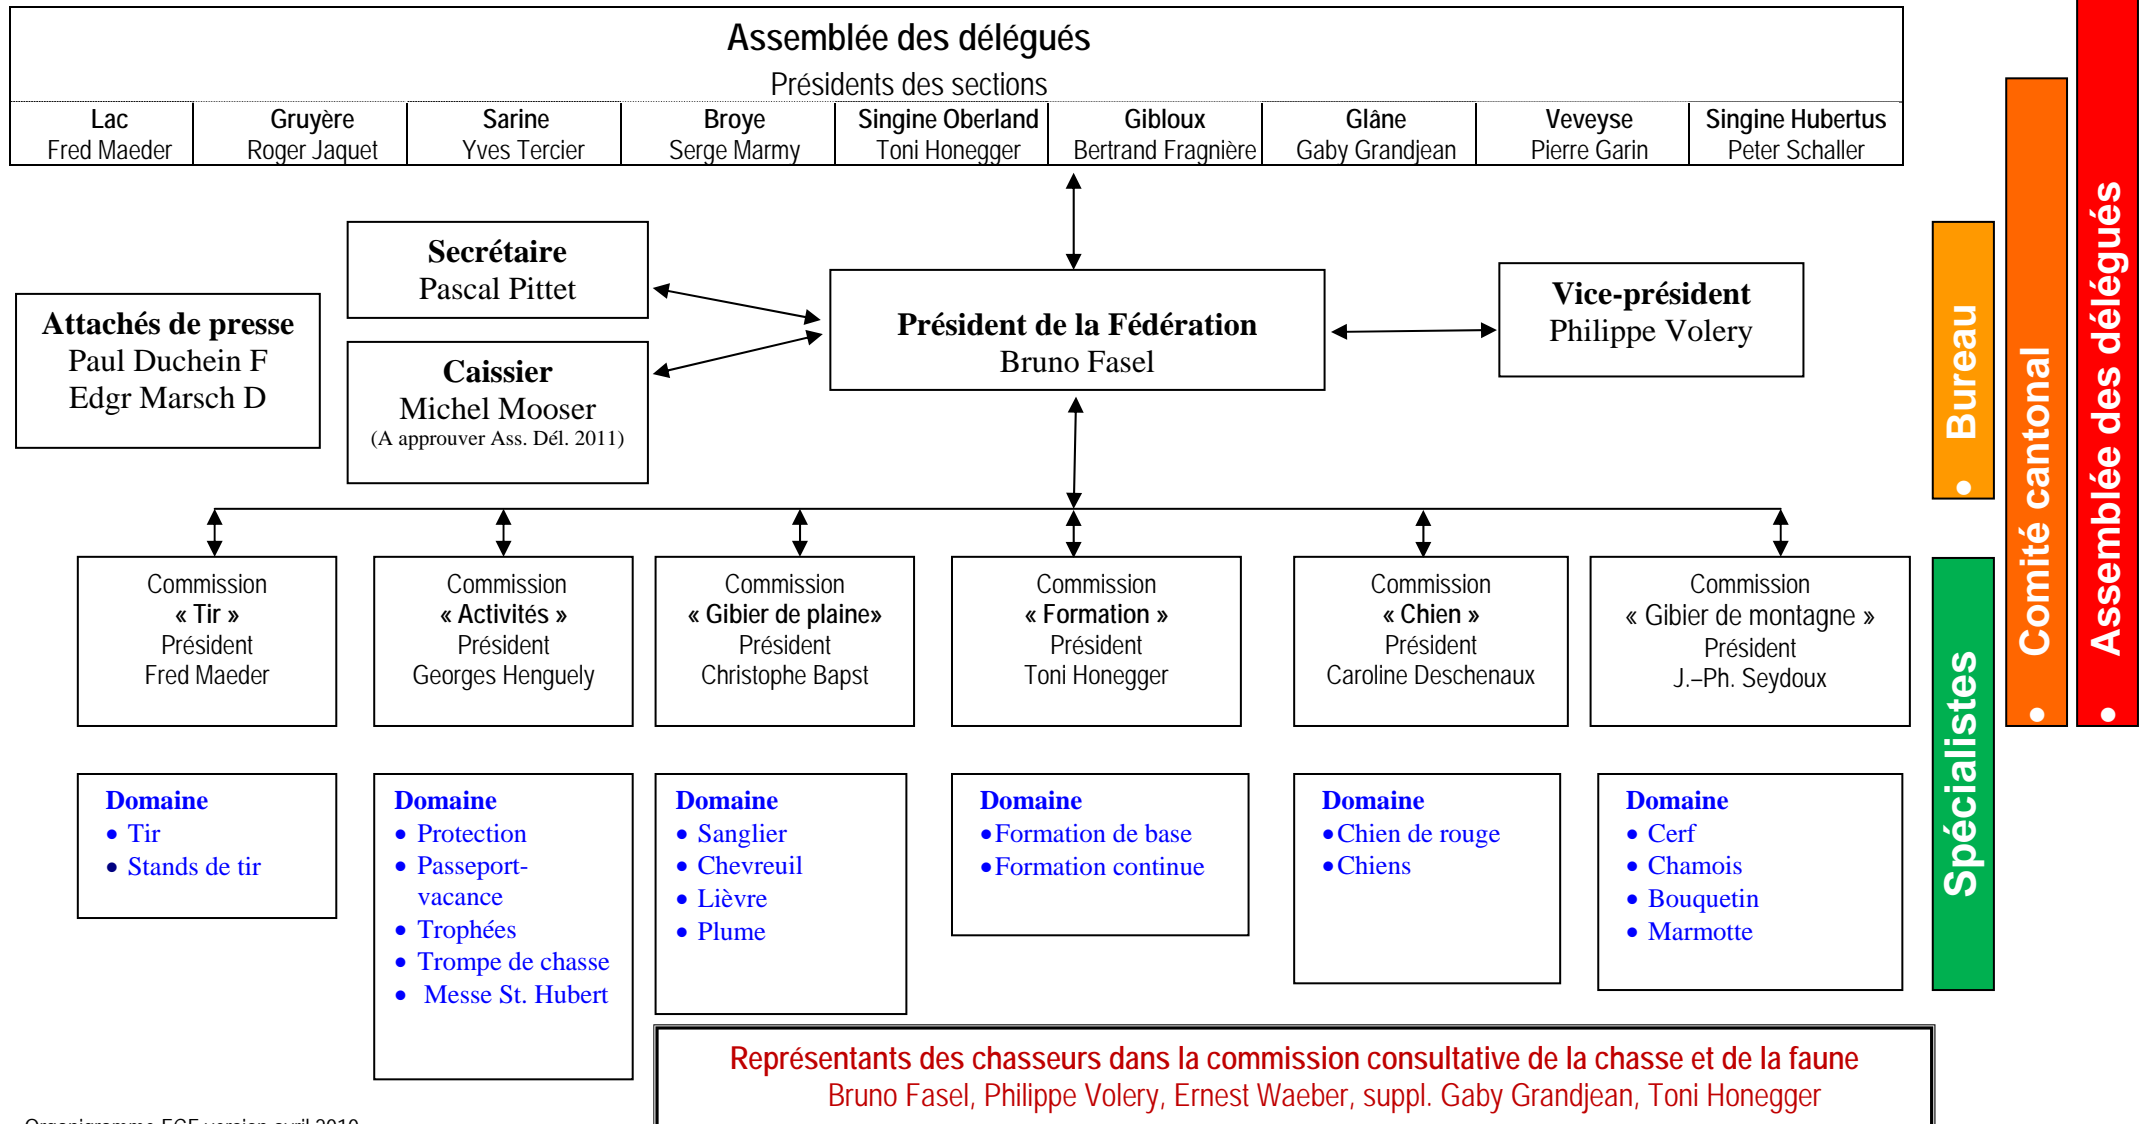 Assemblée des délégués
Présidents des sections
Lac
Fred Maeder
Gruyère
Roger Jaquet
Sarine
Yves Tercier
Broye
Serge Marmy
Singine Oberland
Toni Honegger
Gibloux
Bertrand Fragnière
Glâne
Gaby Grandjean
Veveyse
Pierre Garin
Singine Hubertus
Peter Schaller
Attachés de presse
Paul Duchein F
Edgr Marsch D
Secrétaire
Pascal Pittet
Caissier
Michel Mooser
(A approuver Ass. Dél. 2011)
Président de la Fédération
Bruno Fasel
Vice-président
Philippe Volery
Commission
« Tir »
Président
Fred Maeder
Commission
« Activités »
Président
Georges Henguely
Commission
« Gibier de plaine»
Président
Christophe Bapst
Commission
« Formation »
Président
Toni Honegger
Commission
« Chien »
Président
Caroline Deschenaux
Commission
« Gibier de montagne »
Président
J.–Ph. Seydoux
Domaine
• Tir
• Stands de tir
Domaine
• Protection
• Passeport-
vacance
• Trophées
• Trompe de chasse
• Messe St. Hubert
Domaine
• Sanglier
• Chevreuil
• Lièvre
• Plume
Domaine
• Formation de base
• Formation continue
Domaine
• Chien de rouge
• Chiens
Domaine
• Cerf
• Chamois
• Bouquetin
• Marmotte
• Bureau
Spécialistes
• Comité cantonal
• Assemblée des délégués
Représentants des chasseurs dans la commission consultative de la chasse et de la faune
Bruno Fasel, Philippe Volery, Ernest Waeber, suppl. Gaby Grandjean, Toni Honegger
Organigramme FCF version avril 2010